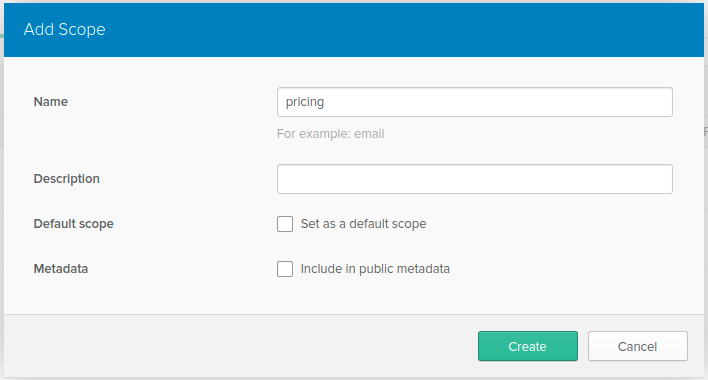 Add Scope
Name
pricing
For example: email
Description
Default scope
Set as a default scope
Metadata
Include in public metadata
Create
Cancel